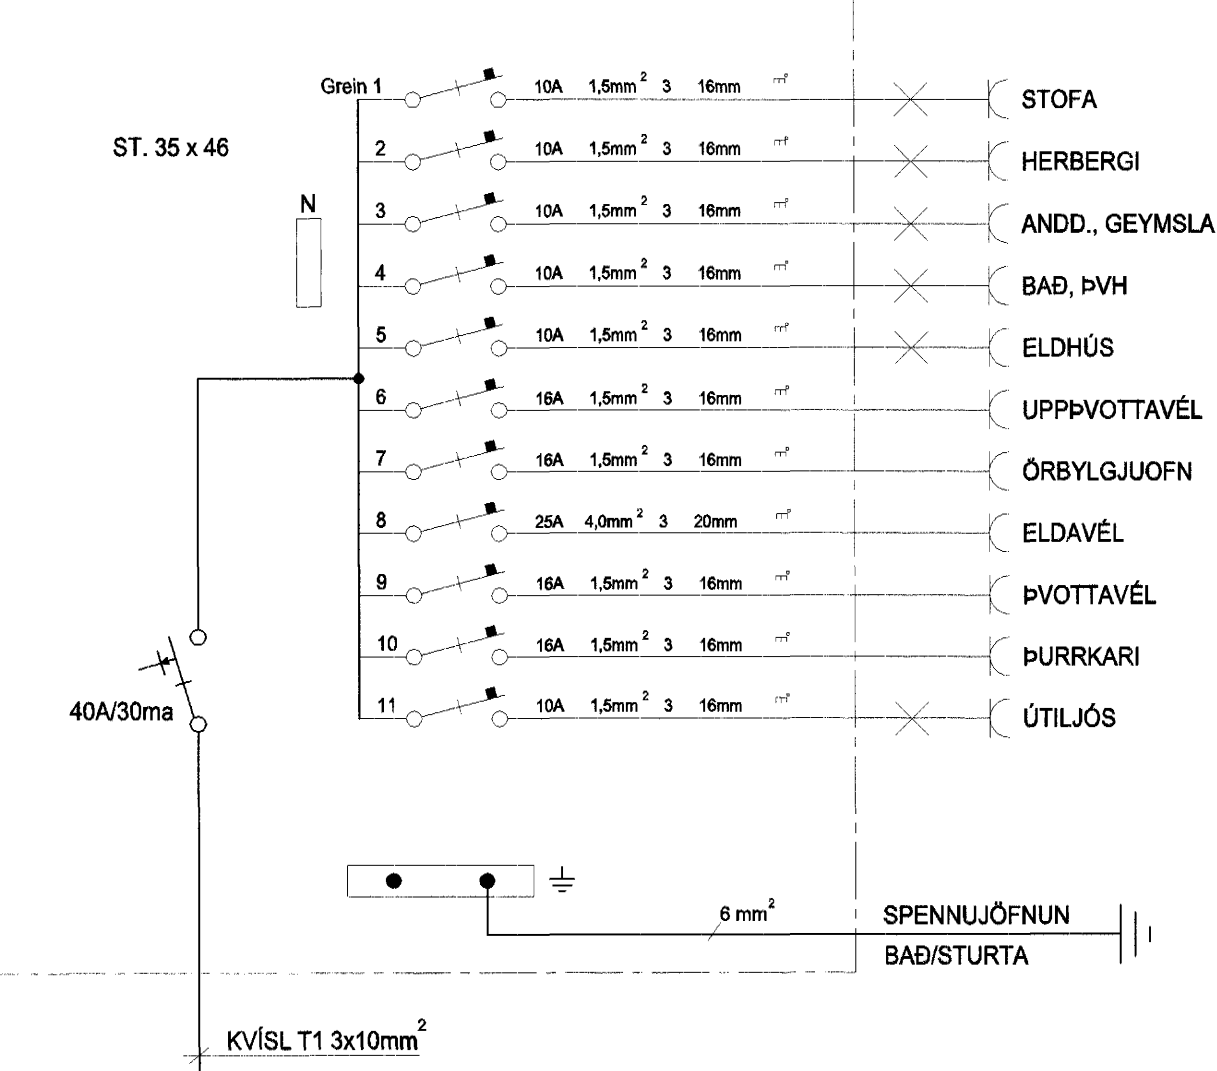 Grein 1 10A 1,5mm² 3 16mm STOFA
ST. 35 x 46
2 10A 1,5mm² 3 16mm HERBERGI
N
3 10A 1,5mm² 3 16mm ANDD., GEYMSLA
4 10A 1,5mm² 3 16mm BAÐ, ÞVH
5 10A 1,5mm² 3 16mm ELDHÚS
6 16A 1,5mm² 3 16mm UPPÞVOTTAVÉL
7 16A 1,5mm² 3 16mm ÖRBYLGJUOFN
8 25A 4,0mm² 3 20mm ELDAVÉL
9 16A 1,5mm² 3 16mm ÞVOTTAVÉL
10 16A 1,5mm² 3 16mm ÞURRKARI
11 10A 1,5mm² 3 16mm ÚTILJÓS
40A/30ma
6 mm² SPENNUJÖFNUN
BAÐ/STURTA
KVÍSL T1 3x10mm²